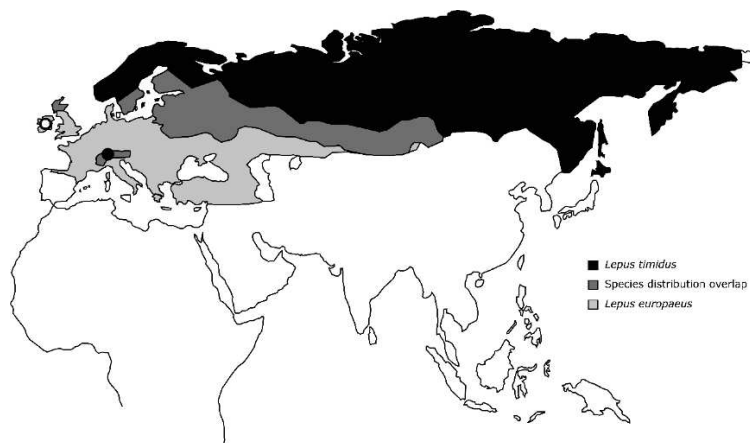 Lepus timidus
Species distribution overlap
Lepus europaeus